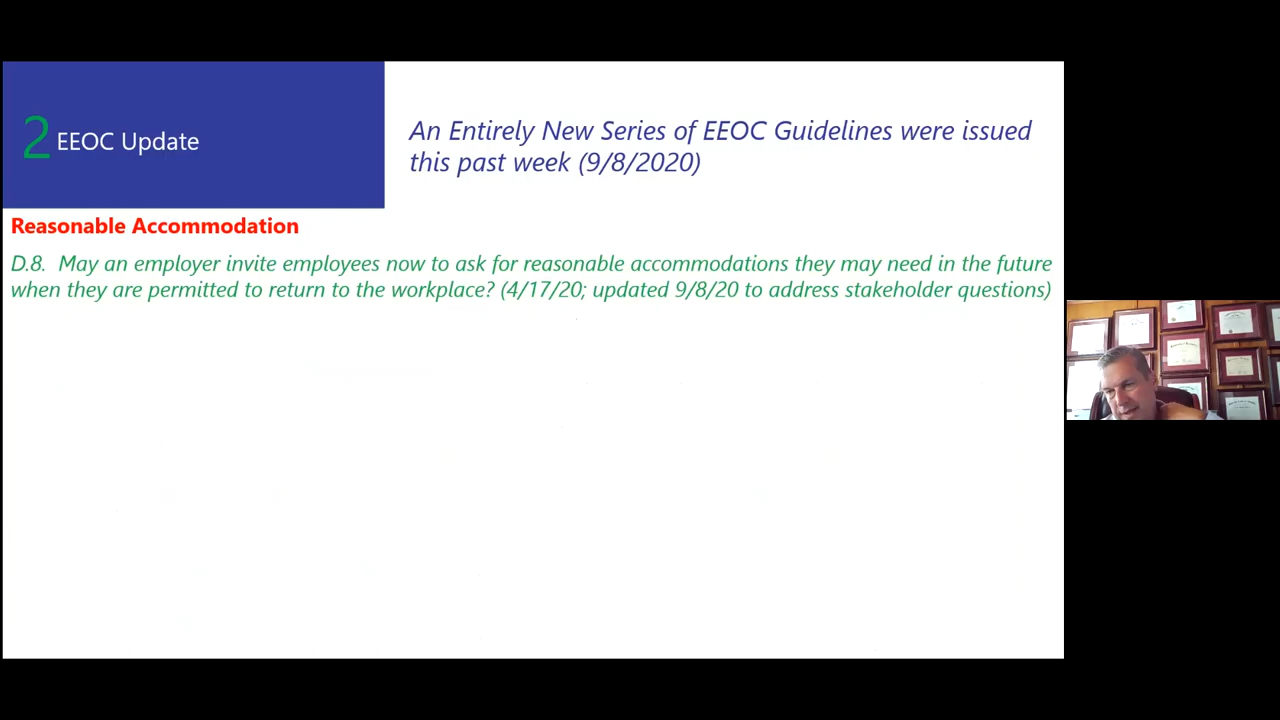 2 EEOC Update
An Entirely New Series of EEOC Guidelines were issued
this past week (9/8/2020)
Reasonable Accommodation
D.8. May an employer invite employees now to ask for reasonable accommodations they may need in the future
when they are permitted to return to the workplace? (4/17/20; updated 9/8/20 to address stakeholder questions)